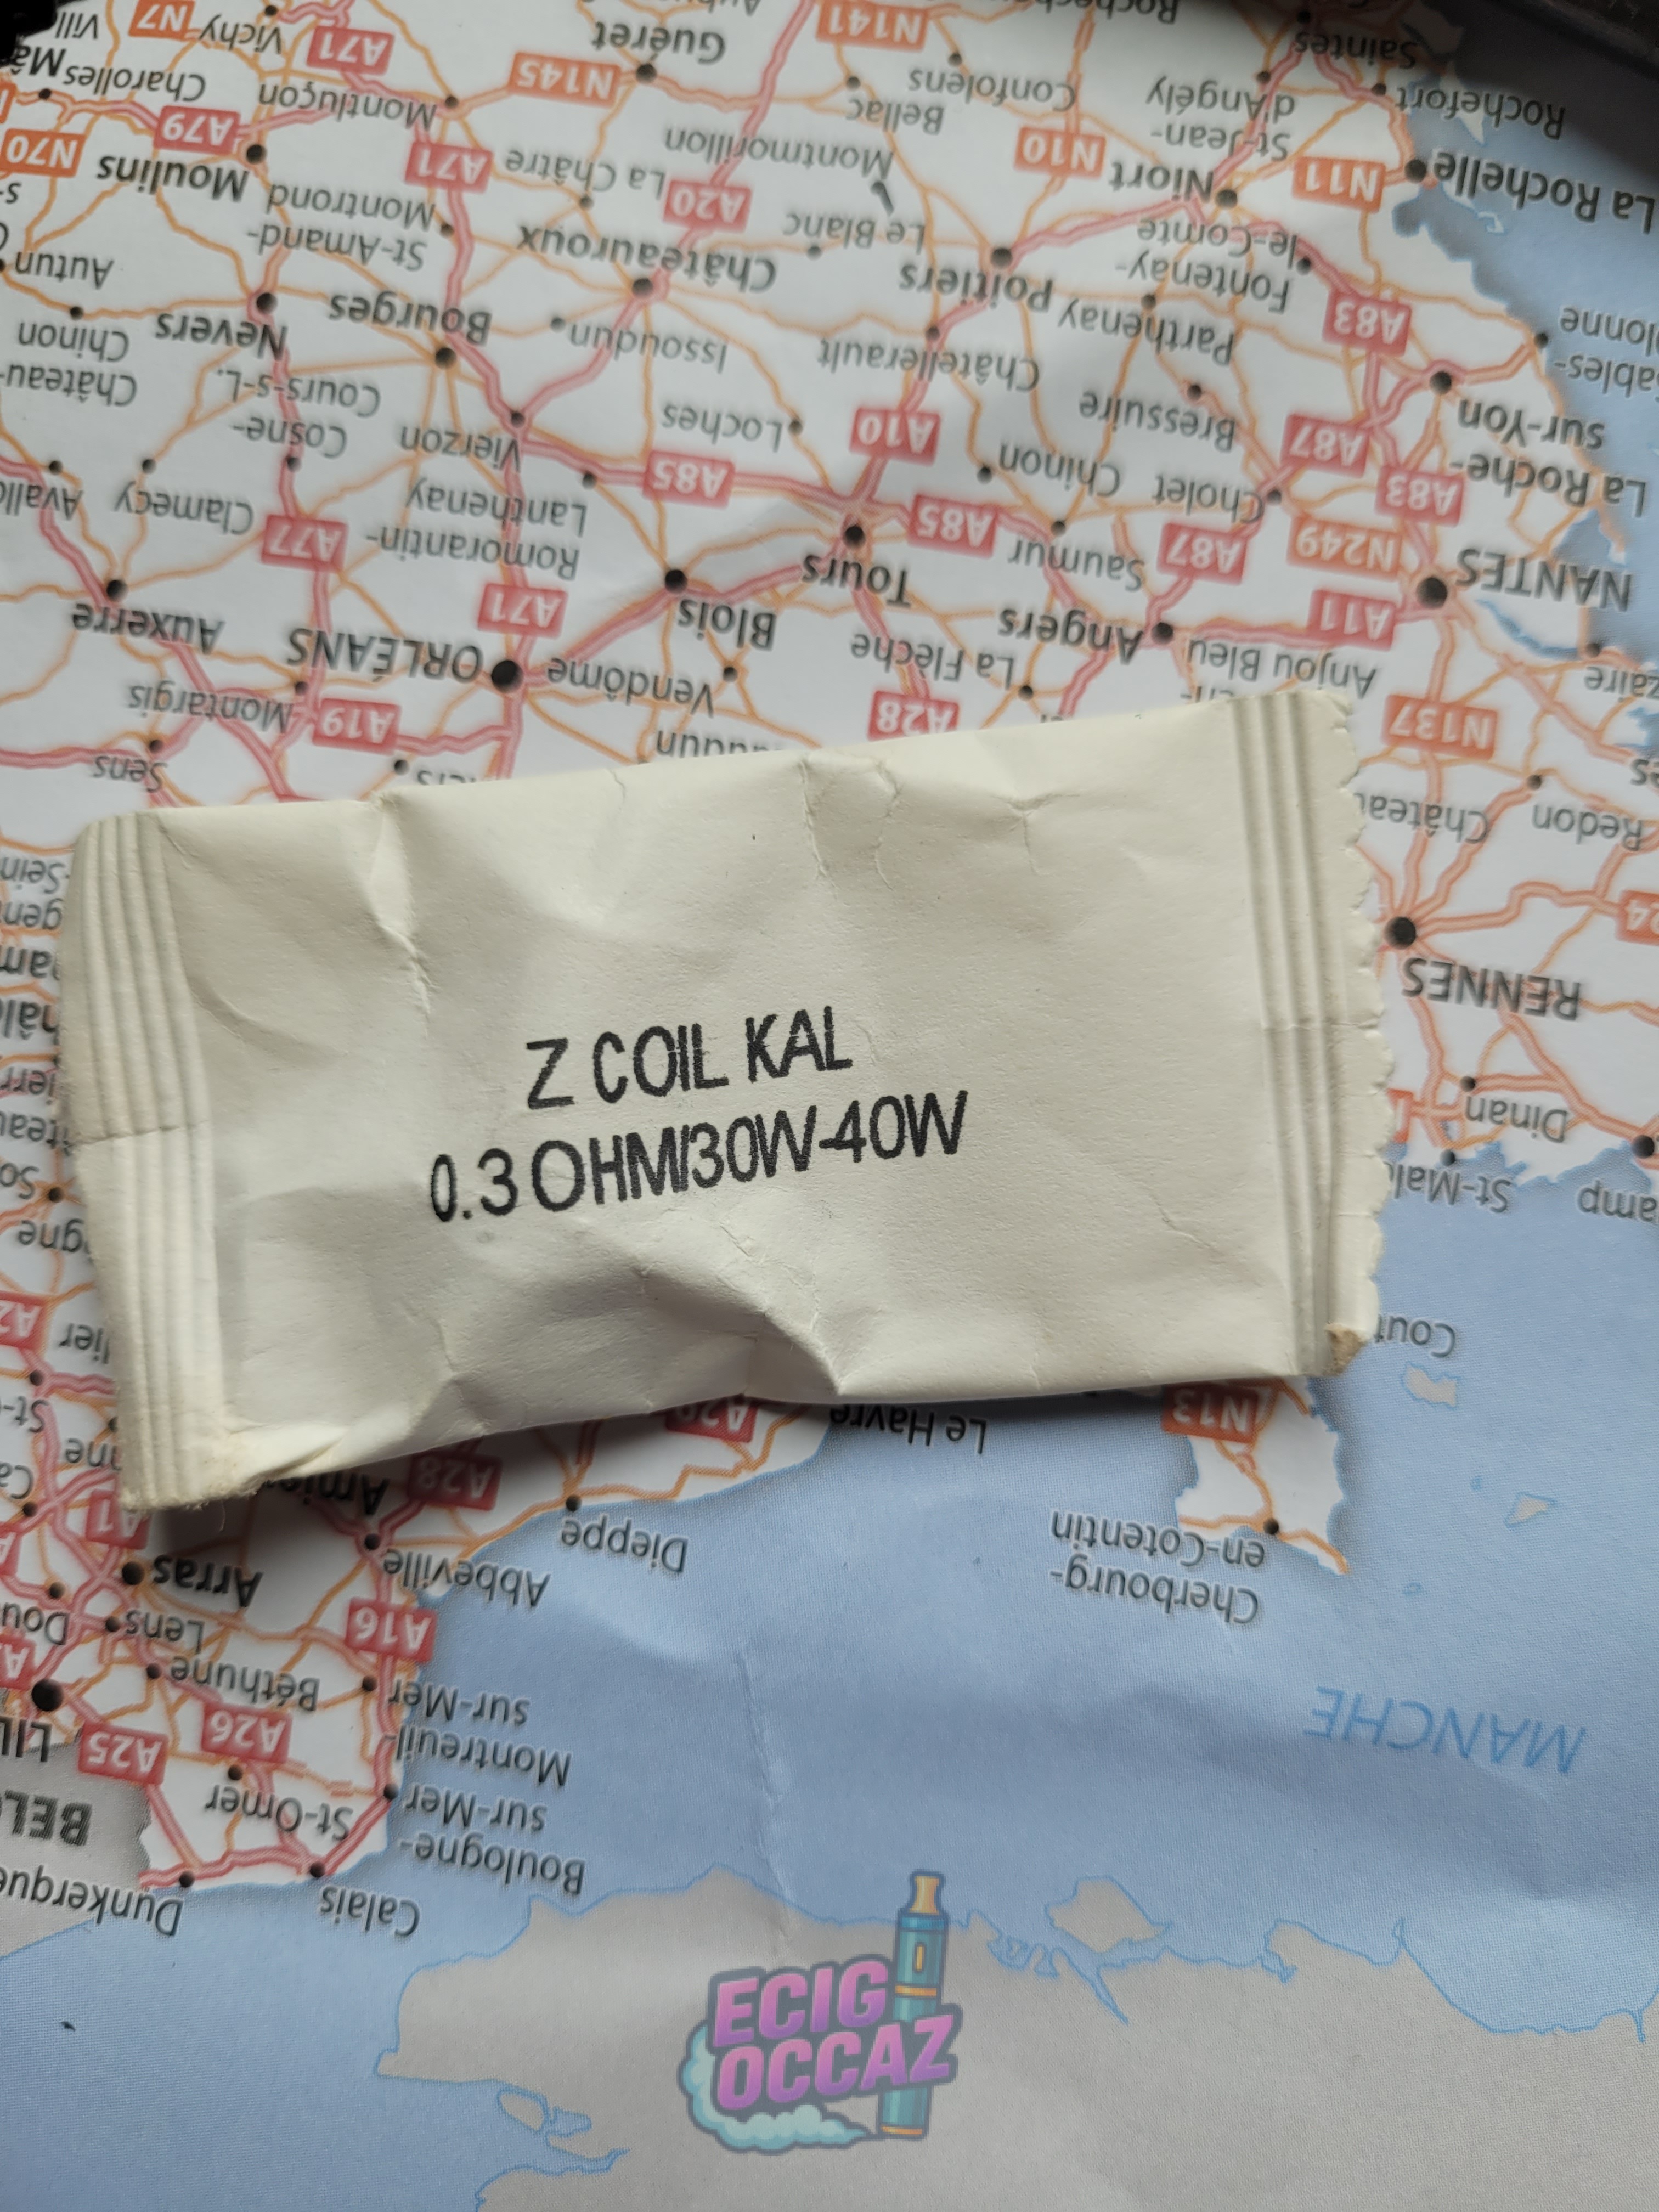 Z COIL KAL
0.3 OHM/30W-40W
Vichy
N7
A71
Guéret
N141
Saintes
Charolles
Montluçon
N145
Confolens
Bellac
St-Jean-
d'Angély
Rochefort
A79
N70
Moulins
Montrond
St-Amand-
A71
La Châtre
Montmorillon
A20
N10
Niort
N11
La Rochelle
Autun
Châteauroux
Le Blanc
Poitiers
Fontenay-
le-Comte
Château-
Chinon
Nevers
Bourges
Issoudun
Châtellerault
Parthenay
A83
Cosne-
Cours-s-L.
Vierzon
Loches
A10
Bressuire
A87
La Roche-
sur-Yon
Clamecy
A77
Romorantin-
Lanthenay
A85
Chinon
Cholet
A83
Auxerre
A71
Blois
Tours
A85
Saumur
A87
N249
NANTES
Montargis
ORLÉANS
Vendôme
La Flèche
Angers
A11
Anjou Bleu
Sens
A19
A28
N137
Redon
RENNES
Dinan
N13
Le Havre
A28
A1
Arras
Abbeville
Dieppe
Cherbourg-
en-Cotentin
Lens
A16
Béthune
Montreuil-
sur-Mer
MANCHE
A25
A26
St-Omer
Boulogne-
sur-Mer
Dunkerque
Calais
ECIG
OCCAZ